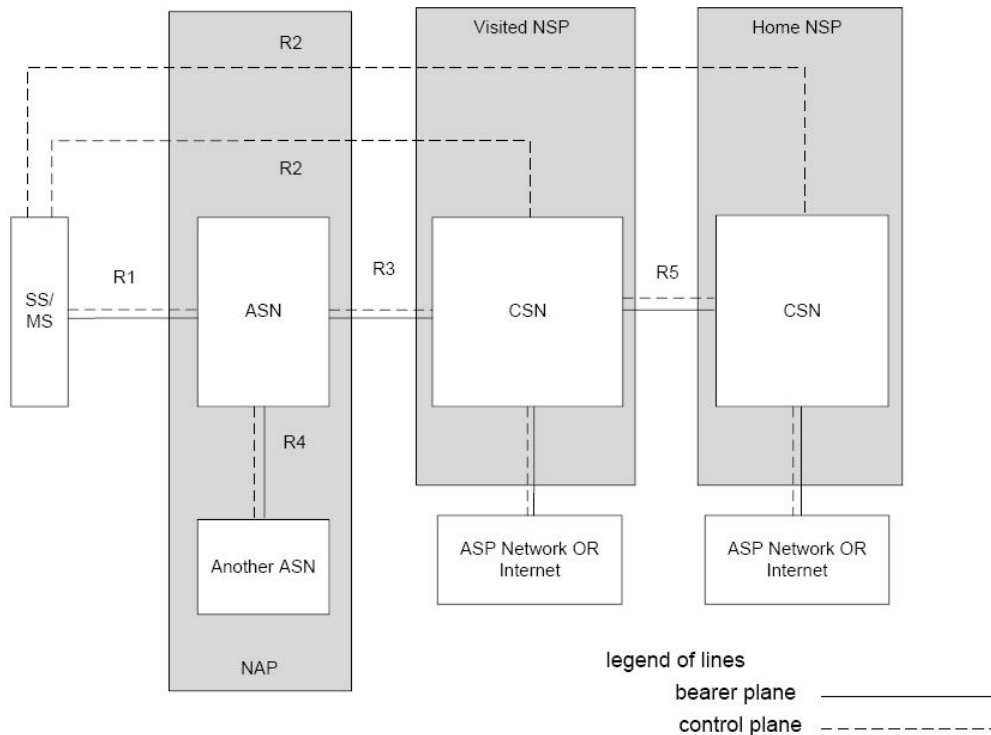 Visited NSP
Home NSP
R2
R2
R1
R3
R5
SS/
MS
ASN
CSN
CSN
R4
Another ASN
ASP Network OR
Internet
ASP Network OR
Internet
NAP
legend of lines
bearer plane
control plane